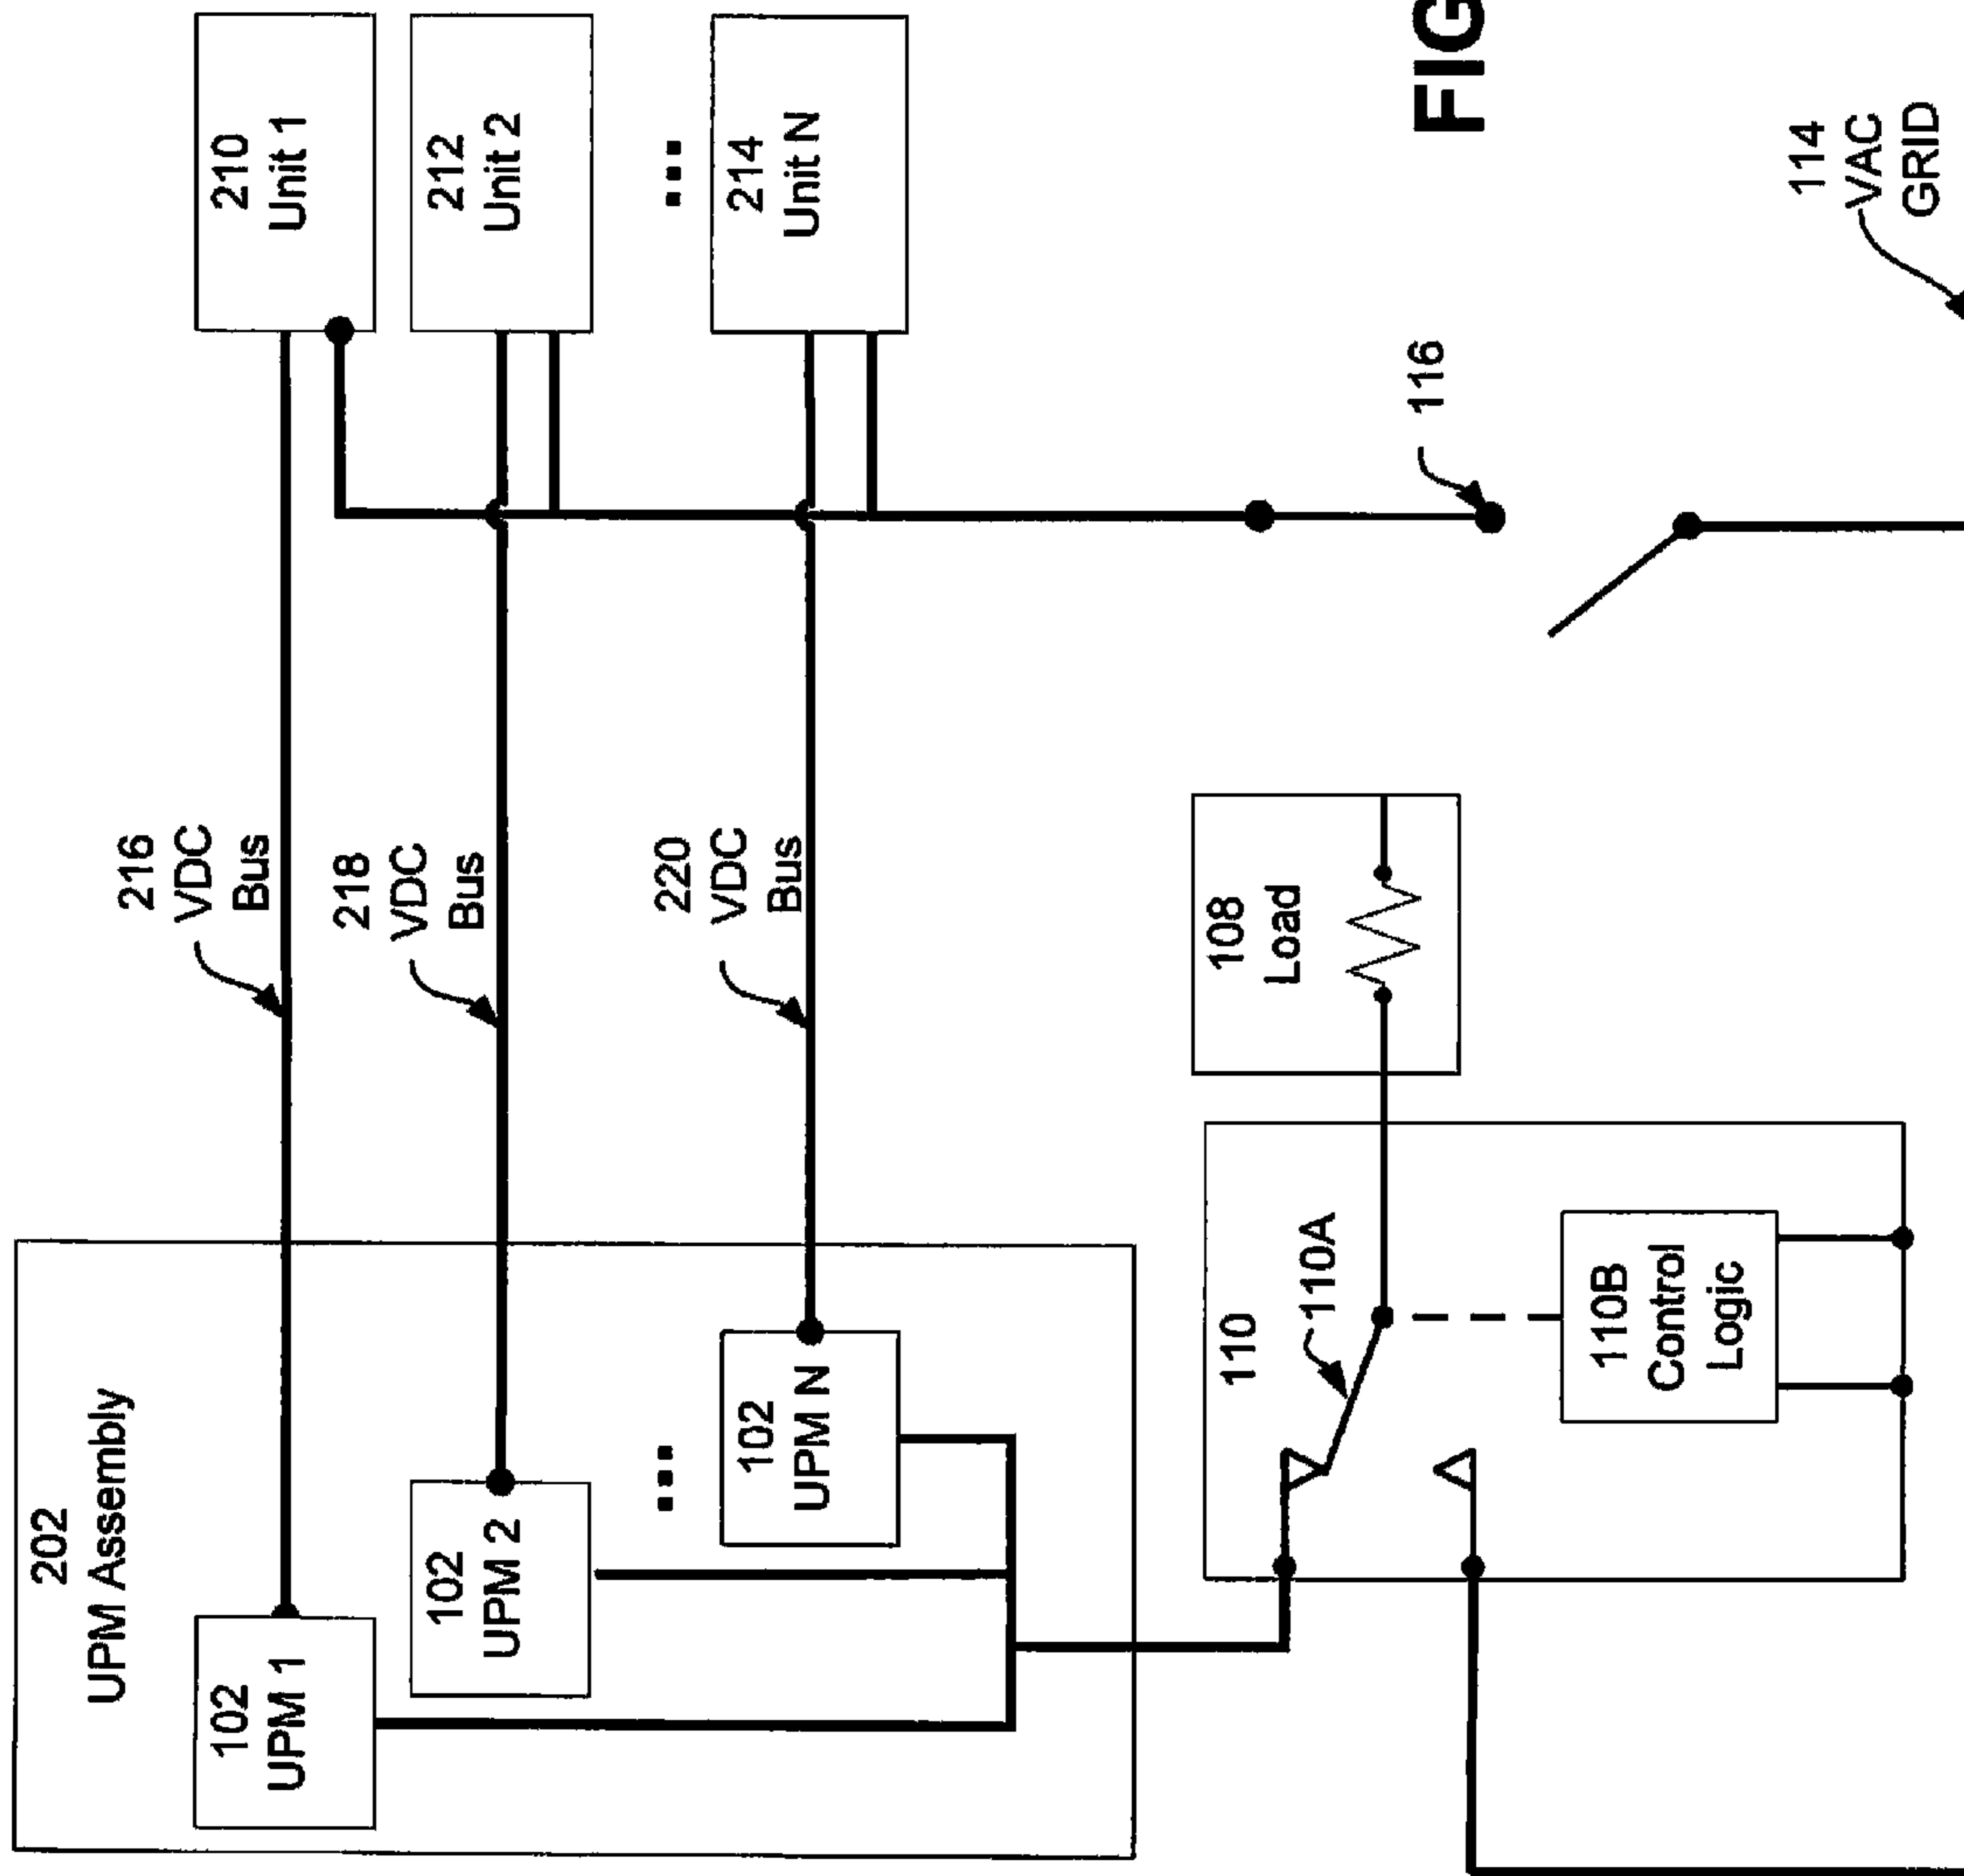 202
UPM Assembly
102
UPM 1
102
UPM 2
...
102
UPM N
216
VDC
Bus
218
VDC
Bus
220
VDC
Bus
210
Unit 1
212
Unit 2
...
214
Unit N
110
110A
110B
Control
Logic
108
Load
116
FIG
114
VAC
GRID